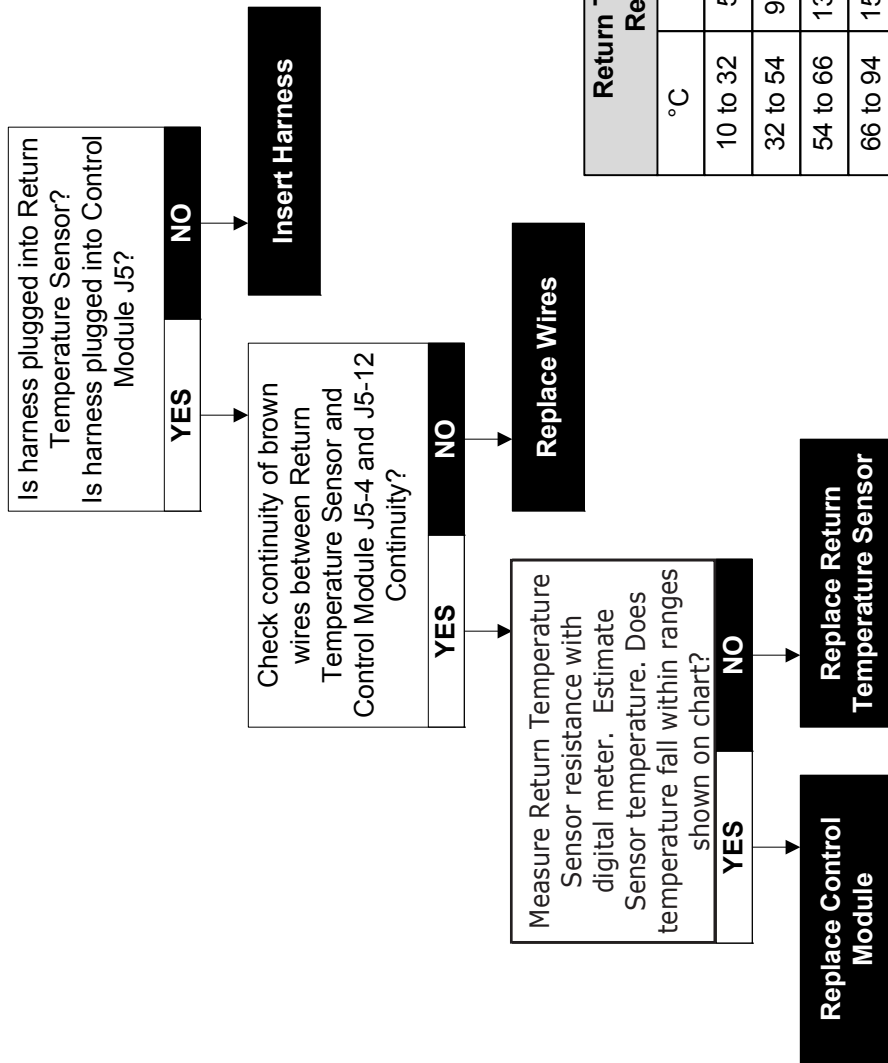 Is harness plugged into Return
Temperature Sensor?
Is harness plugged into Control
Module J5?
YES
NO
Insert Harness
Check continuity of brown
wires between Return
Temperature Sensor and
Control Module J5-4 and J5-12
Continuity?
YES
NO
Replace Wires
Measure Return Temperature
Sensor resistance with
digital meter. Estimate
Sensor temperature. Does
temperature fall within ranges
shown on chart?
YES
NO
Replace Control
Module
Replace Return
Temperature Sensor
Return
°C
10 to 32
32 to 54
54 to 66
66 to 94